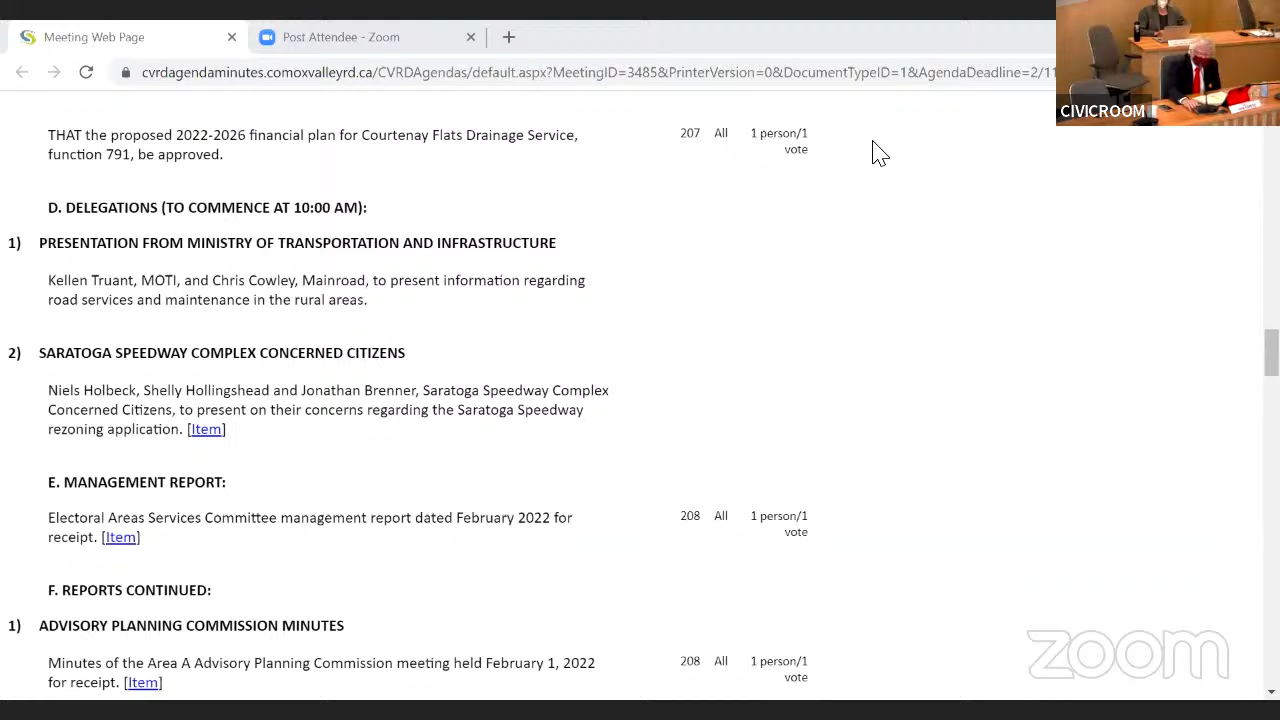 Meeting Web Page
Post Attendee - Zoom
cvrdagendaminutes.comoxvalleyrd.ca/CVRDAgendas/default.aspx?MeetingID=3485&PrinterVersion=0&DocumentTypeID=1&AgendaDeadline=2/11
CIVICROOM
THAT the proposed 2022-2026 financial plan for Courtenay Flats Drainage Service, 207 All 1 person/1
function 791, be approved. vote
D. DELEGATIONS (TO COMMENCE AT 10:00 AM):
1) PRESENTATION FROM MINISTRY OF TRANSPORTATION AND INFRASTRUCTURE
Kellen Truant, MOTI, and Chris Cowley, Mainroad, to present information regarding
road services and maintenance in the rural areas.
2) SARATOGA SPEEDWAY COMPLEX CONCERNED CITIZENS
Niels Holbeck, Shelly Hollingshead and Jonathan Brenner, Saratoga Speedway Complex
Concerned Citizens, to present on their concerns regarding the Saratoga Speedway
rezoning application. [Item]
E. MANAGEMENT REPORT:
Electoral Areas Services Committee management report dated February 2022 for 208 All 1 person/1
receipt. [Item] vote
F. REPORTS CONTINUED:
1) ADVISORY PLANNING COMMISSION MINUTES
Minutes of the Area A Advisory Planning Commission meeting held February 1, 2022 208 All 1 person/1
for receipt. [Item] vote
zoom